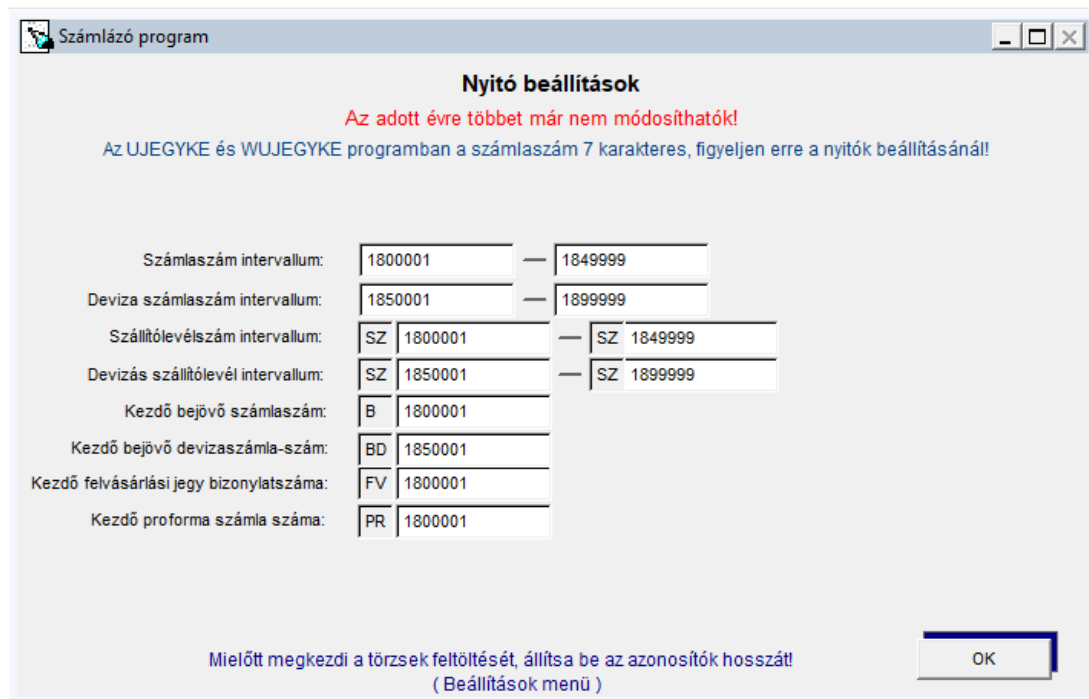 Számlázó program
Nyitó beállítások
Az adott évre többet már nem módosíthatók!
Az UJEGYKE és WUJEGYKE programban a számlaszám 7 karakteres, figyeljen erre a nyitók beállításánál!
Számlaszám intervallum: 1800001 — 1849999
Deviza számlaszám intervallum: 1850001 — 1899999
Szállítólevélszám intervallum: SZ 1800001 — SZ 1849999
Devizás szállítólevél intervallum: SZ 1850001 — SZ 1899999
Kezdő bejövő számlaszám: B 1800001
Kezdő bejövő devizaszámla-szám: BD 1850001
Kezdő felvásárlási jegy bizonylatszáma: FV 1800001
Kezdő proforma számla száma: PR 1800001
Mielőtt megkezdi a törzsek feltöltését, állítsa be az azonosítók hosszát!
( Beállítások menü )
OK